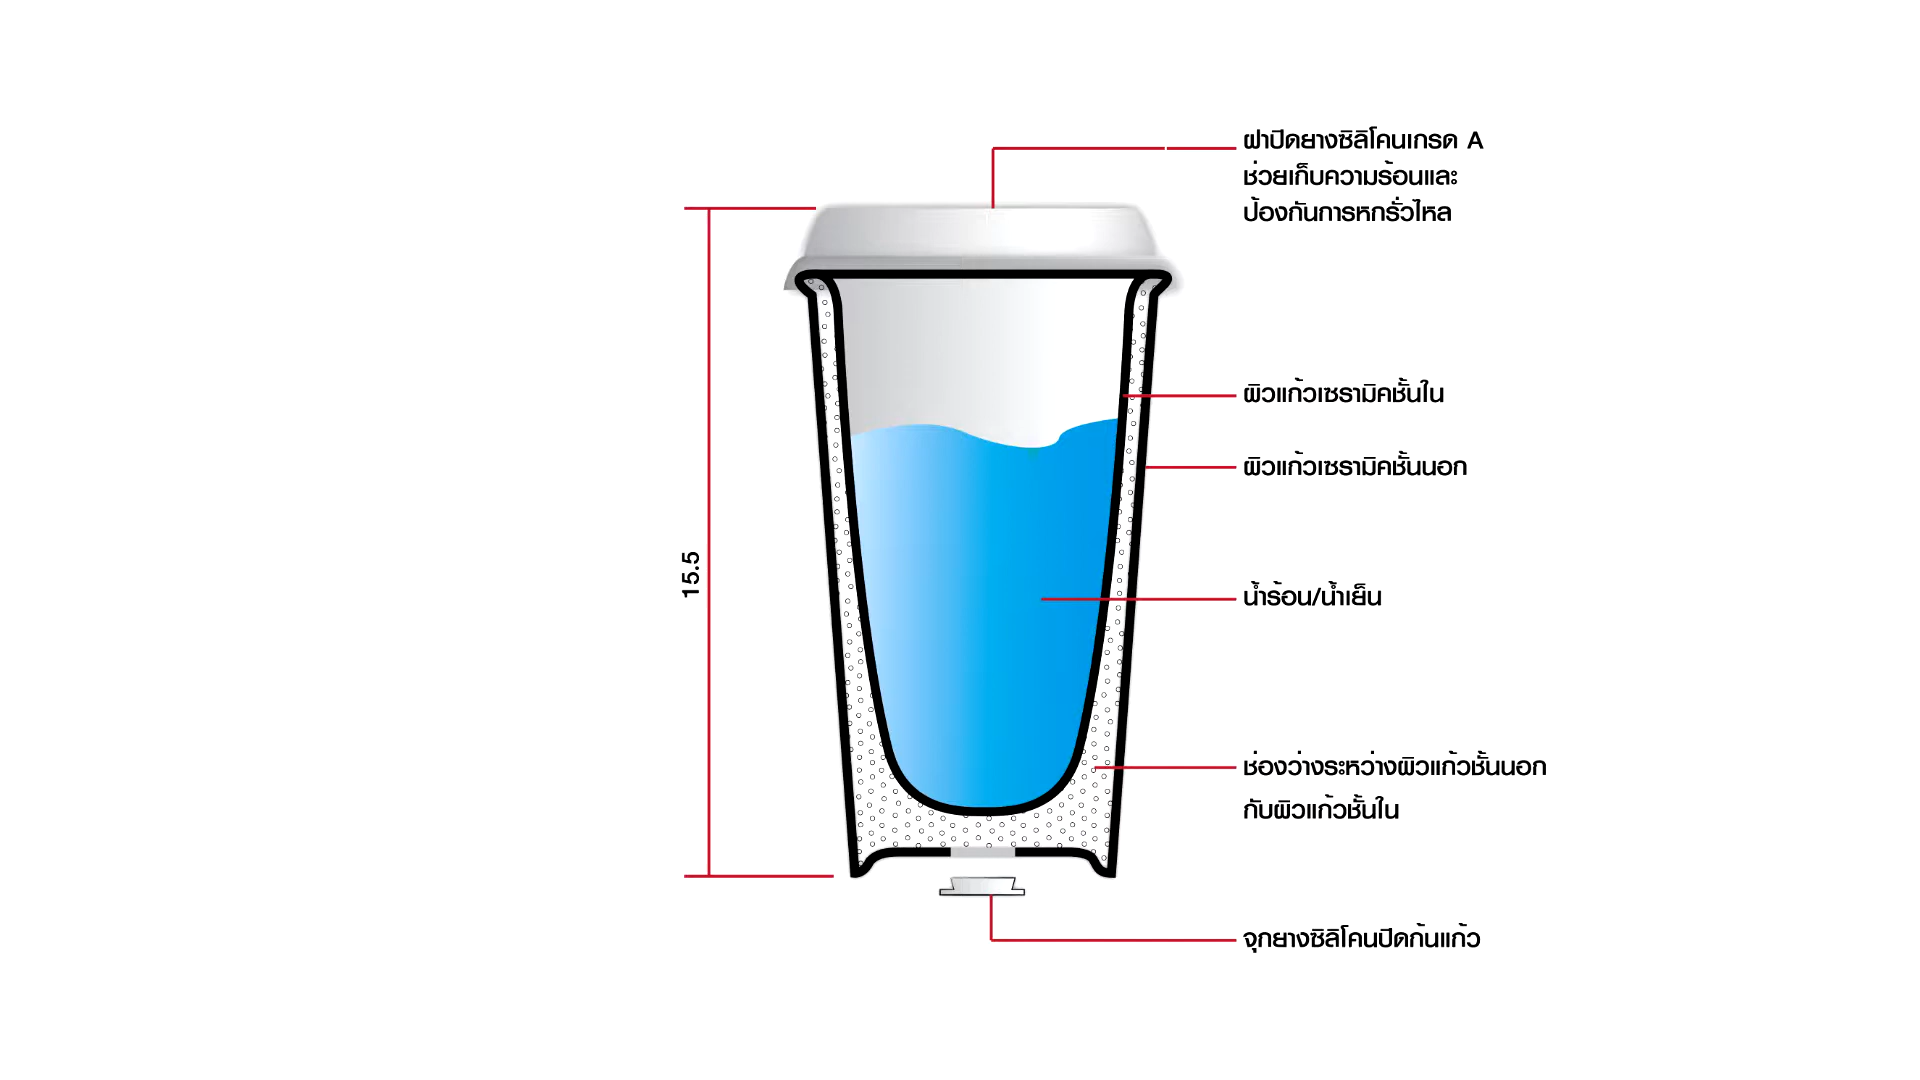 ฝาปิดยางซิลิโคนเกรด A
ช่วยเก็บความร้อนและ
ป้องกันการหกรั่วไหล
ผิวแก้วเซรามิคชั้นใน
ผิวแก้วเซรามิคชั้นนอก
15.5
น้ำร้อน/น้ำเย็น
ช่องว่างระหว่างผิวแก้วชั้นนอก
กับผิวแก้วชั้นใน
จุกยางซิลิโคนปิดก้นแก้ว